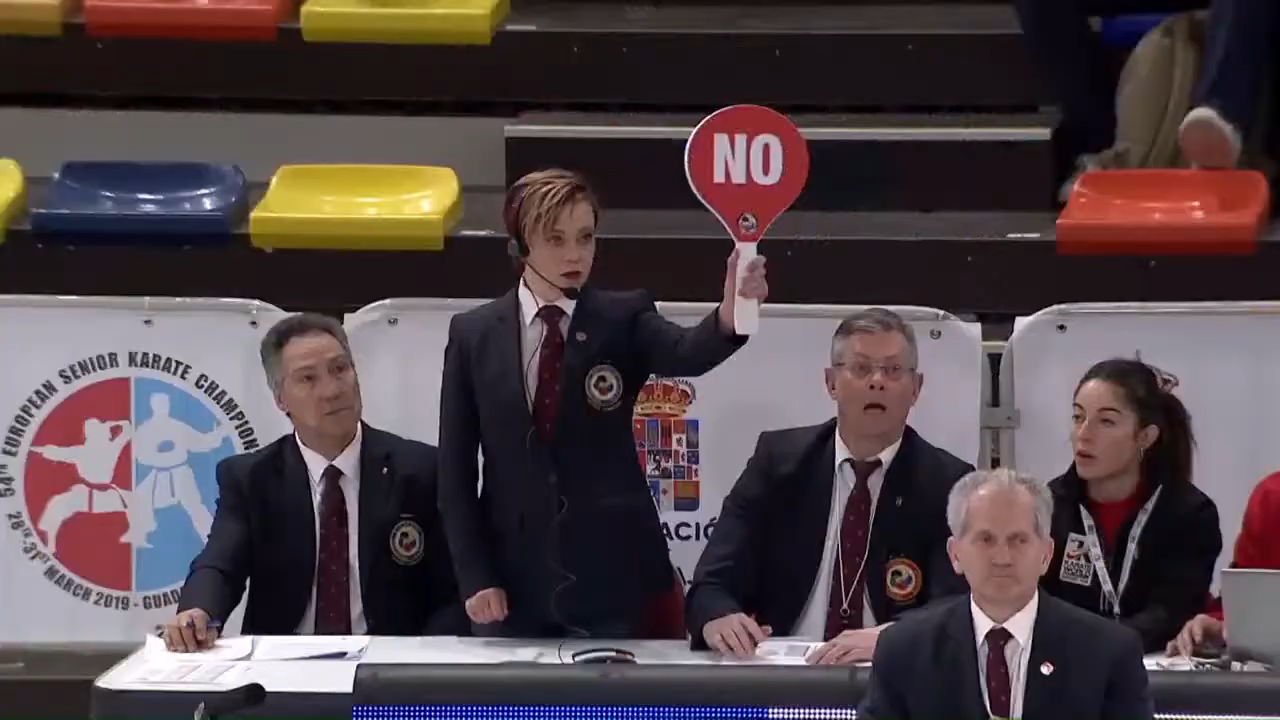 NO
54TH EUROPEAN SENIOR KARATE CHAMPION
28TH-31ST MARCH 2019 - GUAD
ACIÓ